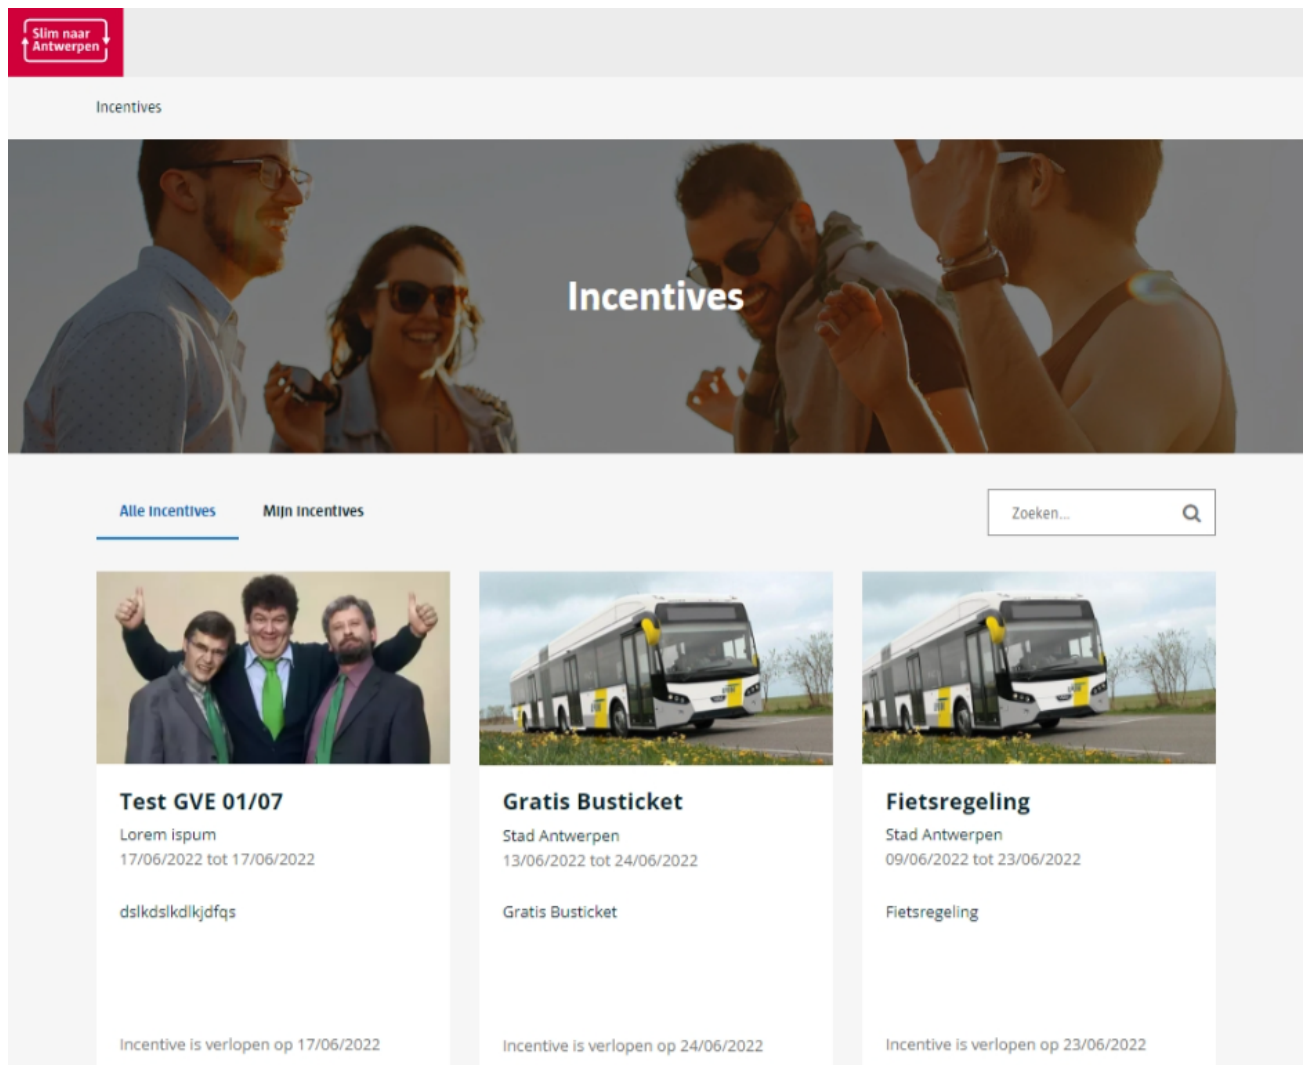 Slim naar
Antwerpen
Incentives
Incentives
Alle incentives
Mijn incentives
Zoeken...
Test GVE 01/07
Lorem ispum
17/06/2022 tot 17/06/2022
dslkdslkdlkjdfqs
Incentive is verlopen op 17/06/2022
Gratis Busticket
Stad Antwerpen
13/06/2022 tot 24/06/2022
Gratis Busticket
Incentive is verlopen op 24/06/2022
Fietsregeling
Stad Antwerpen
09/06/2022 tot 23/06/2022
Fietsregeling
Incentive is verlopen op 23/06/2022